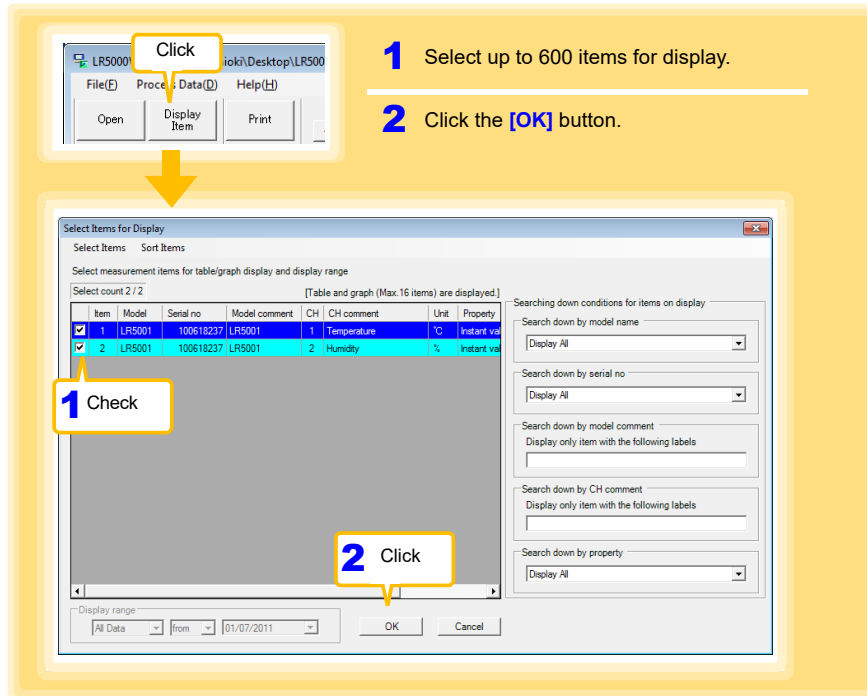 Click
LR5000 ioki\Desktop\LR500
File(F) Process Data(D) Help(H)
Open Display Item Print
1 Select up to 600 items for display.
2 Click the [OK] button.
Select Items for Display
Select Items Sort Items
Select measurement items for table/graph display and display range
Select count 2 / 2 [Table and graph (Max.16 items) are displayed.]
Item Model Serial no Model comment CH CH comment Unit Property
1 LR5001 100618237 LR5001 1 Temperature °C Instant val
2 LR5001 100618237 LR5001 2 Humidity % Instant val
1 Check
Searching down conditions for items on display
Search down by model name
Display All
Search down by serial no
Display All
Search down by model comment
Display only item with the following labels
Search down by CH comment
Display only item with the following labels
Search down by property
Display All
2 Click
Display range
All Data from 01/07/2011
OK Cancel